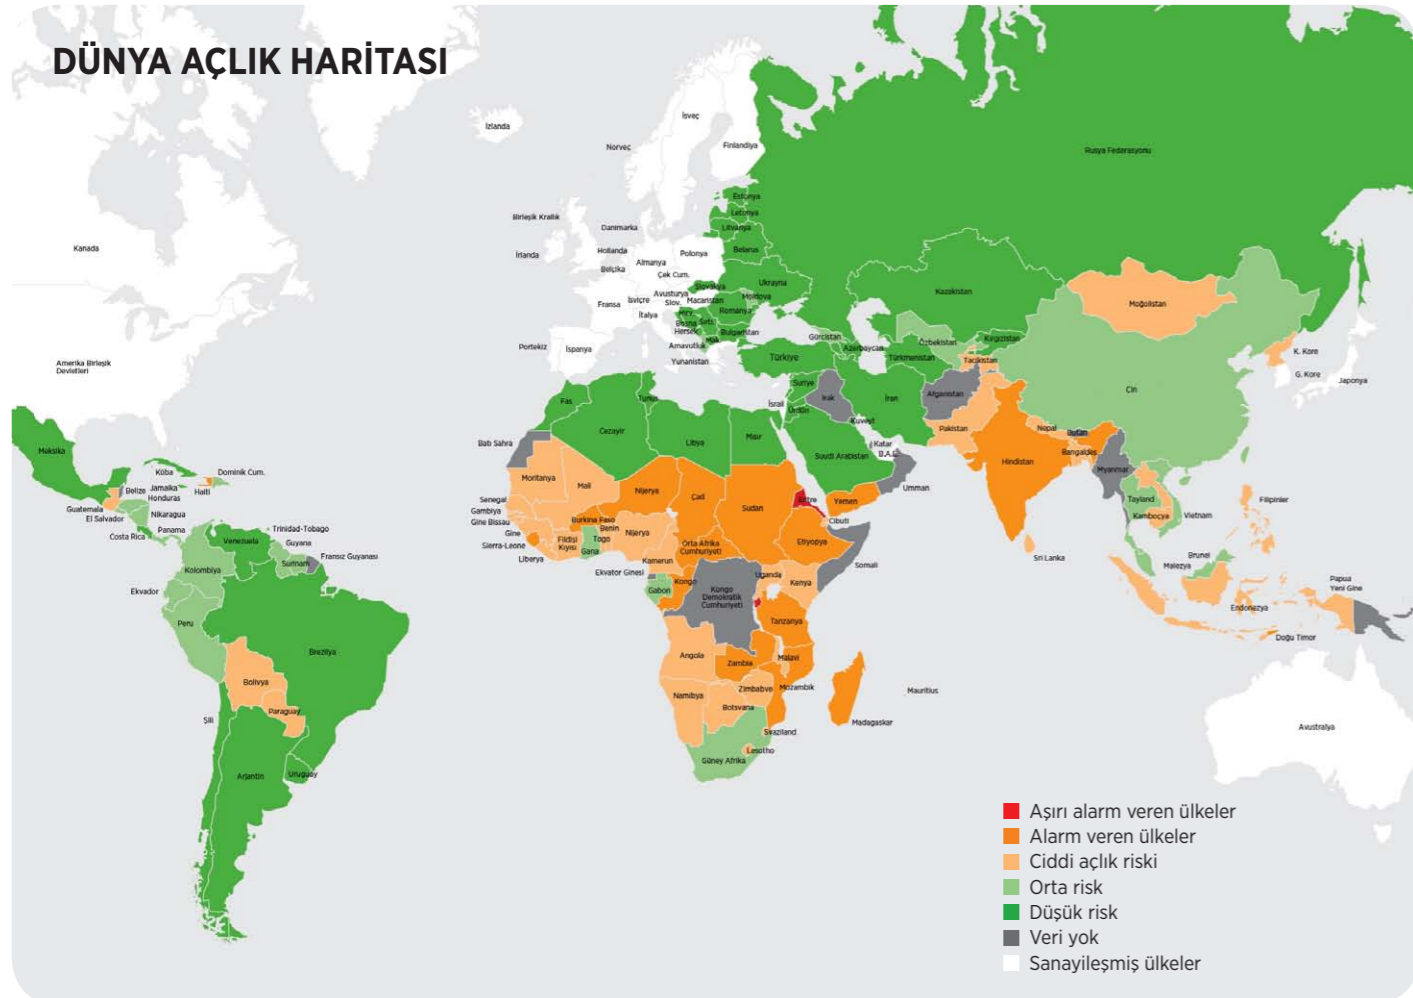 DÜNYA AÇLIK HARİTASI
İzlanda
İsveç
Norveç
Finlandiya
Rusya Federasyonu
Estonya
Letonya
Litvanya
Birleşik Krallık
Danimarka
Kanada
İrlanda
Hollanda
Polonya
Belarus
Almanya
Belçika
Çek Cum.
Ukrayna
Slovakya
Kazakistan
Moğolistan
Fransa
İsviçre
Avusturya
Slov.
Macaristan
Moldova
Romanya
İtalya
Hırv.
Bosna
Hersek
Sırb.
Bulgaristan
Gürcistan
Azerbaycan
Özbekistan
Kırgızistan
Portekiz
İspanya
Arnavutluk
Mak.
Yunanistan
Türkiye
Türkmenistan
Tacikistan
K. Kore
G. Kore
Japonya
Amerika Birleşik
Devletleri
Çin
Fas
Tunus
Suriye
İsrail
Ürdün
Irak
İran
Afganistan
Kuveyt
Pakistan
Nepal
Butan
Bangaldeş
Batı Sahra
Cezayir
Libya
Mısır
Suudi Arabistan
Katar
B.A.E.
Umman
Hindistan
Myanmar
Meksika
Küba
Dominik Cum.
Belize
Jamaika
Haiti
Honduras
Guatemala
El Salvador
Nikaragua
Costa Rica
Panama
Trinidad-Tobago
Venezuela
Guyana
Surinam
Fransız Guyanası
Kolombiya
Ekvador
Peru
Brezilya
Bolivya
Paraguay
Şili
Arjantin
Uruguay
Moritanya
Mali
Nijerya
Çad
Sudan
Eritre
Yemen
Cibuti
Senegal
Gambiya
Gine Bissau
Gine
Sierra-Leone
Liberya
Burkina Faso
Benin
Fildişi
Kıyısı
Togo
Gana
Nijerya
Kamerun
Orta Afrika
Cumhuriyeti
Etiyopya
Somali
Ekvator Ginesi
Gabon
Kongo
Kongo
Demokratik
Cumhuriyeti
Uganda
Kenya
Tanzanya
Angola
Zambia
Malavi
Mozambik
Zimbabve
Namibya
Botsvana
Madagaskar
Mauritius
Svaziland
Lesotho
Güney Afrika
Tayland
Kamboçya
Vietnam
Filipinler
Sri Lanka
Brunei
Malezya
Endonezya
Papua
Yeni Gine
Doğu Timor
Avustralya
Aşırı alarm veren ülkeler
Alarm veren ülkeler
Ciddi açlık riski
Orta risk
Düşük risk
Veri yok
Sanayileşmiş ülkeler